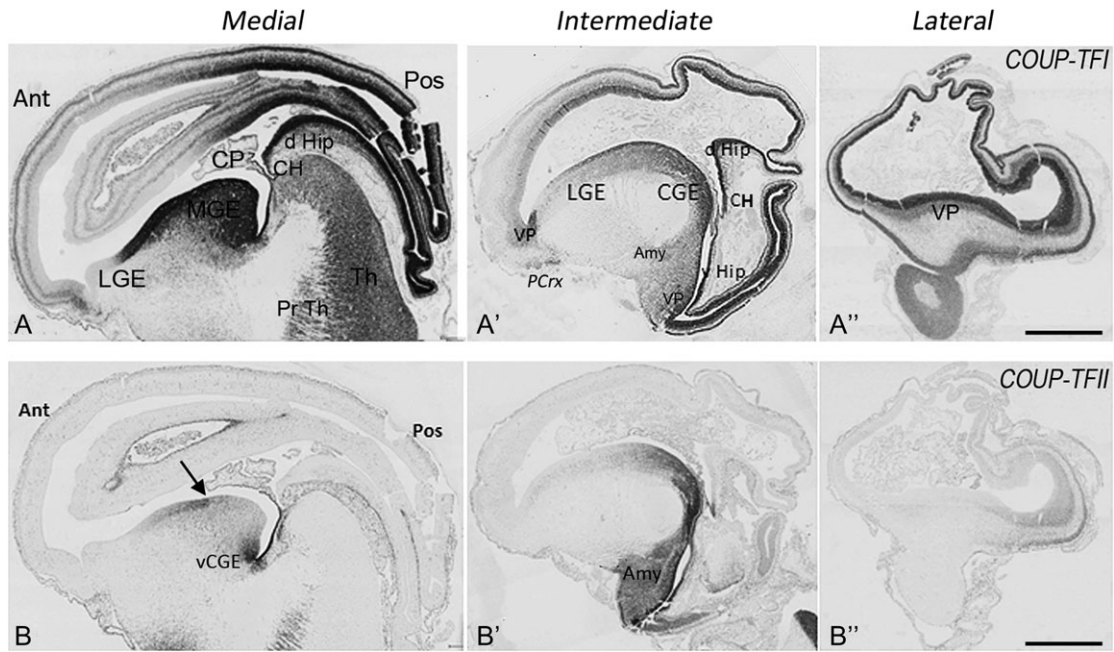 Medial
Intermediate
Lateral
COUP-TFI
Ant
Pos
d Hip
CP
CH
MGE
LGE
Th
Pr Th
A
LGE
CGE
d Hip
CH
VP
Amy
v Hip
PCrx
VP
A'
VP
A''
COUP-TFII
Ant
Pos
vCGE
B
Amy
B'
B''